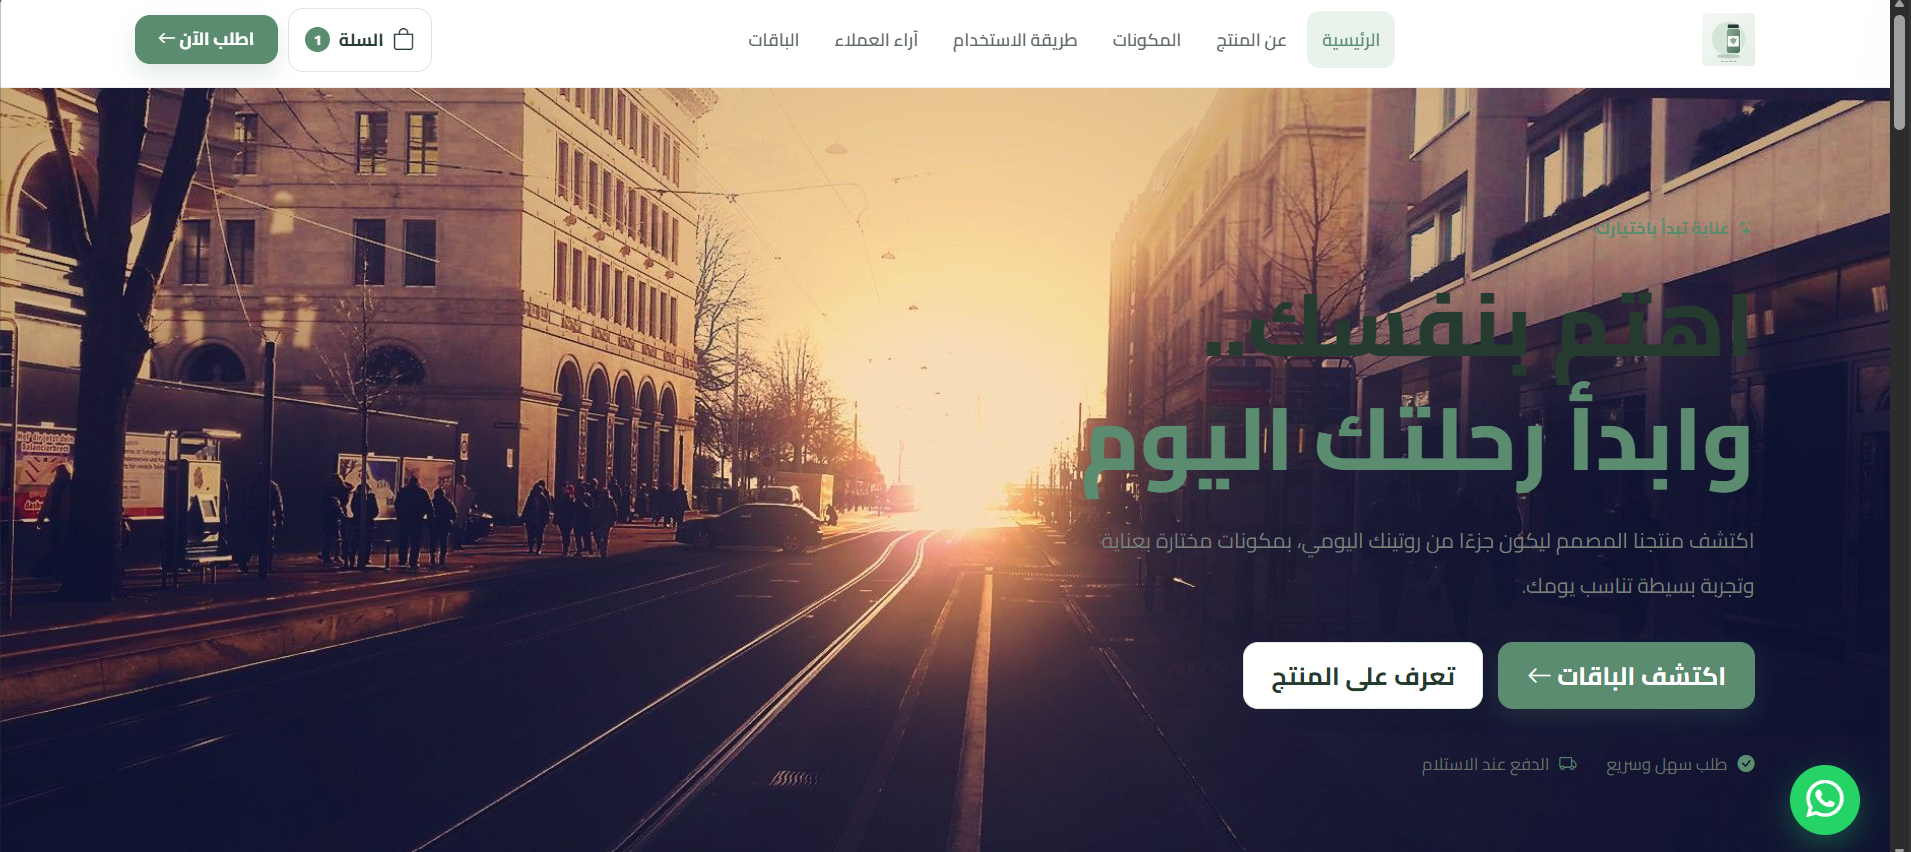 الرئيسية
عن المنتج
المكونات
طريقة الاستخدام
آراء العملاء
الباقات
السلة 1
اطلب الآن ←
عناية تبدأ باختيارك
اهتم بنفسك..
وابدأ رحلتك اليوم
اكتشف منتجنا المصمم ليكون جزءًا من روتينك اليومي، بمكونات مختارة بعناية
وتجربة بسيطة تناسب يومك.
اكتشف الباقات ←
تعرف على المنتج
طلب سهل وسريع
الدفع عند الاستلام